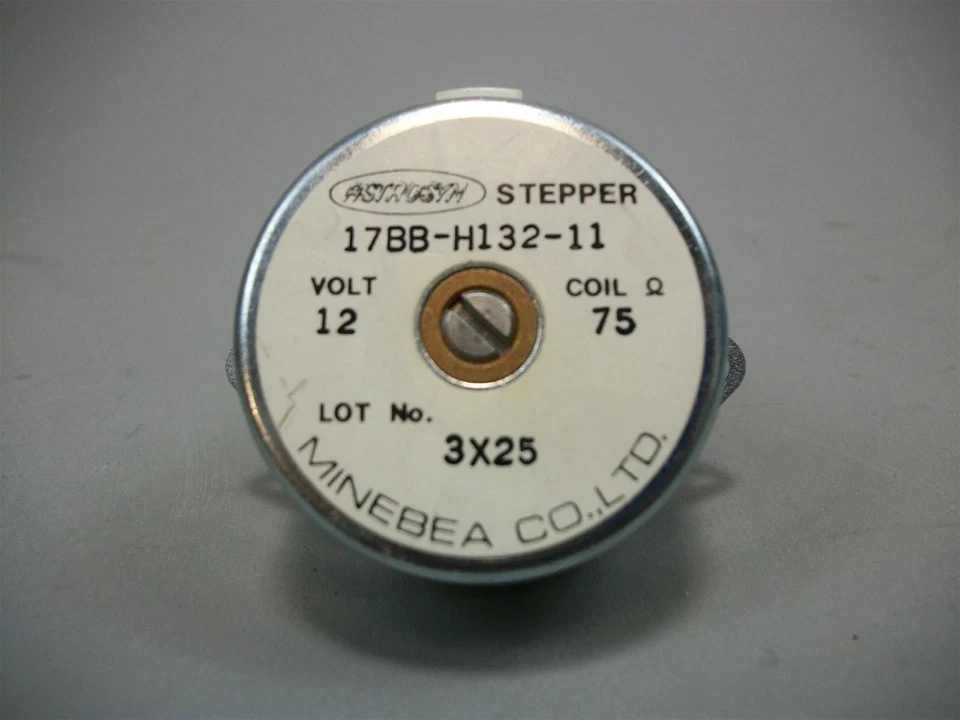 ASTROSYN STEPPER
17BB-H132-11
VOLT COIL Ω
12 75
LOT No.
3X25
MINEBEA CO.,LTD.